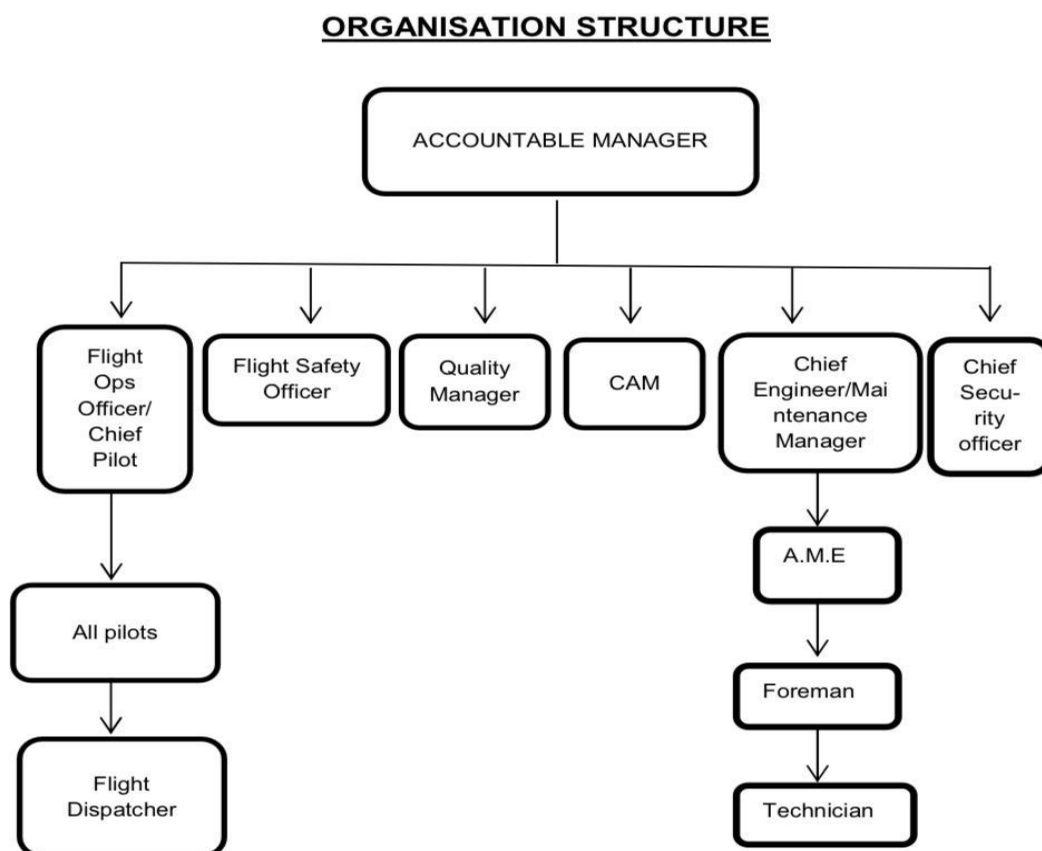 ORGANISATION STRUCTURE
ACCOUNTABLE MANAGER
Flight
Ops
Officer/
Chief
Pilot
Flight Safety
Officer
Quality
Manager
CAM
Chief
Engineer/Mai
ntenance
Manager
Chief
Secu-
rity
officer
All pilots
Flight
Dispatcher
A.M.E
Foreman
Technician